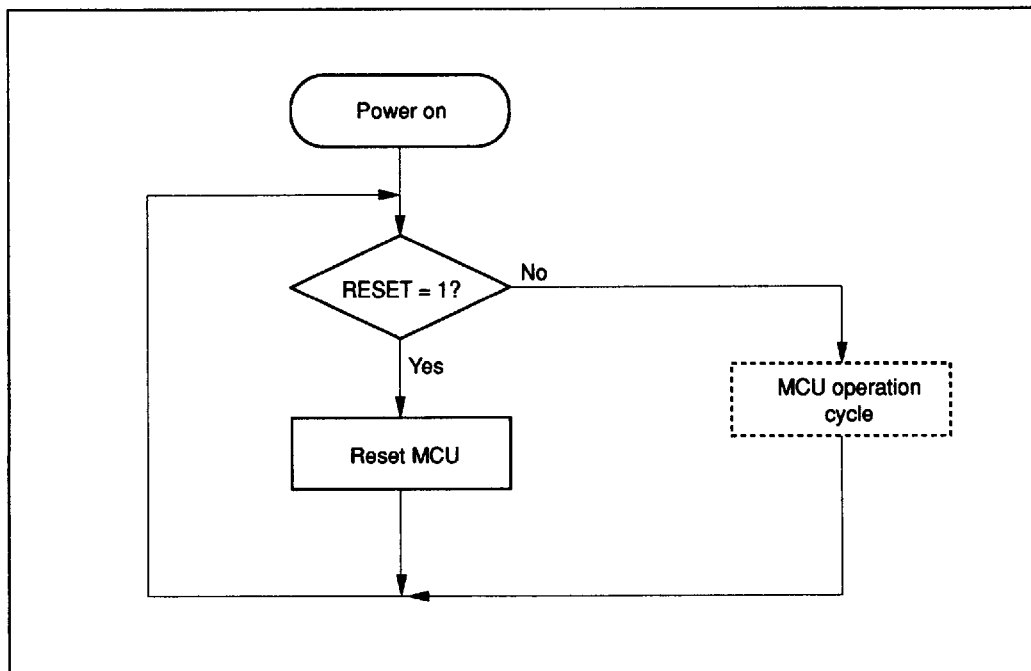 Power on
RESET = 1?
No
Yes
MCU operation
cycle
Reset MCU